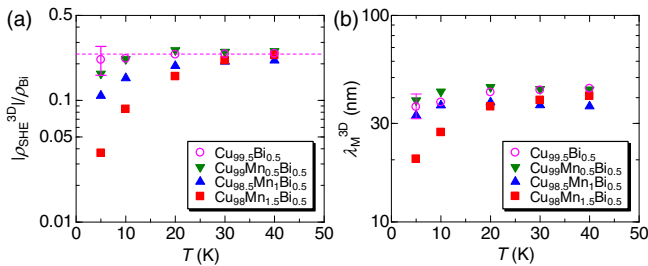 (a)
0.5
0.1
0.05
0.01
|ρSHE3D|/ρBi
Cu99.5Bi0.5
Cu99Mn0.5Bi0.5
Cu98.5Mn1Bi0.5
Cu98Mn1.5Bi0.5
0 10 20 30 40 50
T (K)
(b)
100
30
10
λM3D (nm)
Cu99.5Bi0.5
Cu99Mn0.5Bi0.5
Cu98.5Mn1Bi0.5
Cu98Mn1.5Bi0.5
0 10 20 30 40 50
T (K)